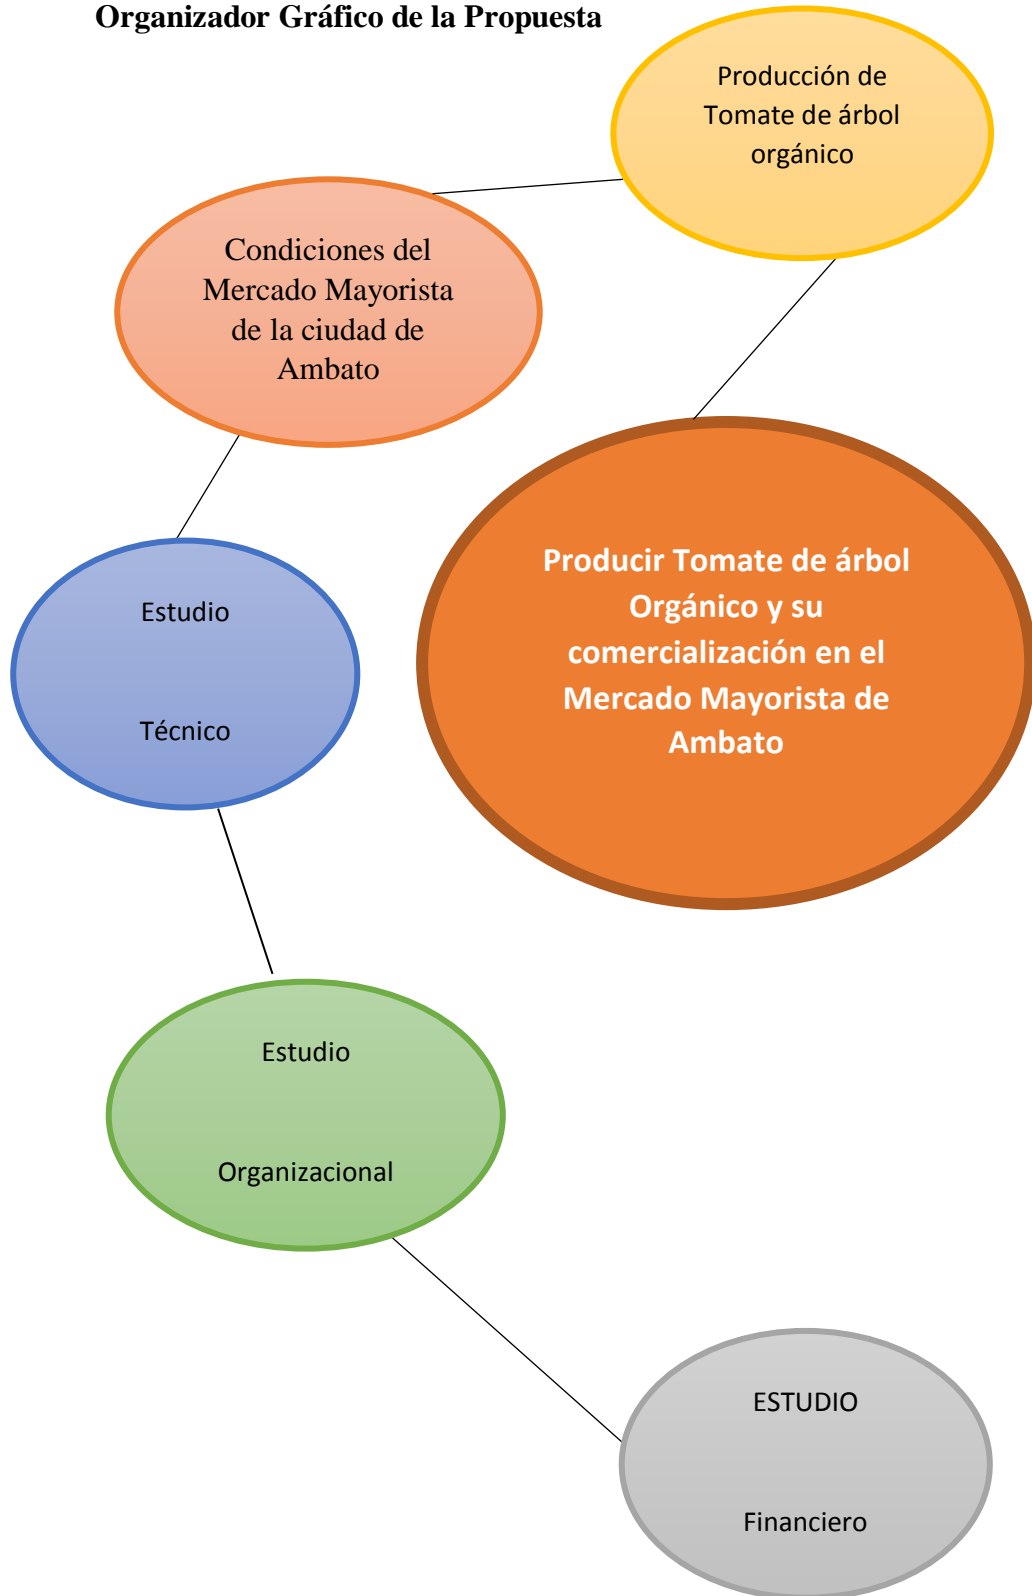 Organizador Gráfico de la Propuesta
Producción de
Tomate de árbol
orgánico
Condiciones del
Mercado Mayorista
de la ciudad de
Ambato
Producir Tomate de árbol
Orgánico y su
comercialización en el
Mercado Mayorista de
Ambato
Estudio
Técnico
Estudio
Organizacional
ESTUDIO
Financiero